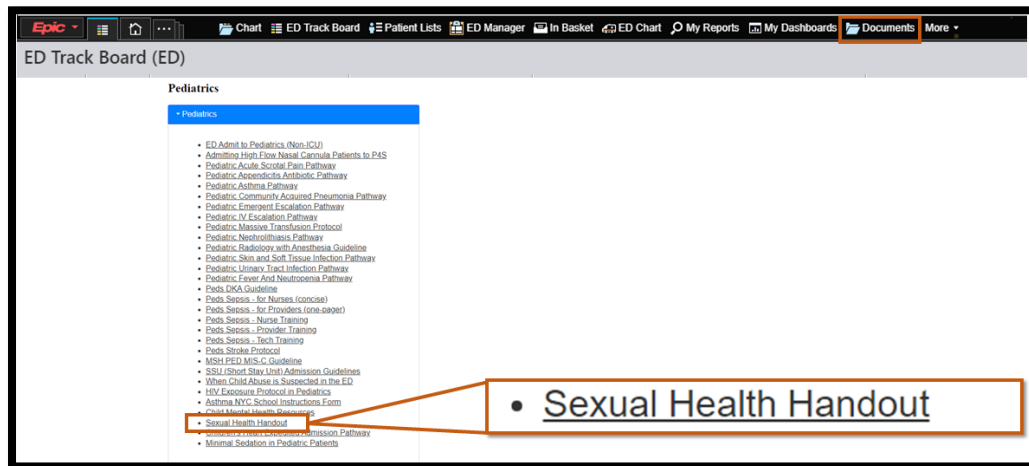 Epic ... Chart ED Track Board Patient Lists ED Manager In Basket ED Chart My Reports My Dashboards Documents More
ED Track Board (ED)
Pediatrics
Pediatrics
• ED Admit to Pediatrics (Non-ICU)
• Admitting High Flow Nasal Cannula Patients to P4S
• Pediatric Acute Scrotal Pain Pathway
• Pediatric Appendicitis Antibiotic Pathway
• Pediatric Asthma Pathway
• Pediatric Community Acquired Pneumonia Pathway
• Pediatric Emergent Escalation Pathway
• Pediatric IV Escalation Pathway
• Pediatric Massive Transfusion Protocol
• Pediatric Nephrolithiasis Pathway
• Pediatric Radiology with Anesthesia Guideline
• Pediatric Skin and Soft Tissue Infection Pathway
• Pediatric Urinary Tract Infection Pathway
• Pediatric Fever And Neutropenia Pathway
• Peds DKA Guideline
• Peds Sepsis - for Nurses (concise)
• Peds Sepsis - for Providers (one-pager)
• Peds Sepsis - Nurse Training
• Peds Sepsis - Provider Training
• Peds Sepsis - Tech Training
• Peds Stroke Protocol
• MSH PED MIS-C Guideline
• SSU (Short Stay Unit) Admission Guidelines
• When Child Abuse is Suspected in the ED
• HIV Exposure Protocol in Pediatrics
• Asthma NYC School Instructions Form
• Child Mental Health Resources
• Sexual Health Handout
• Children's Heart Expedited Admission Pathway
• Minimal Sedation in Pediatric Patients
• Sexual Health Handout